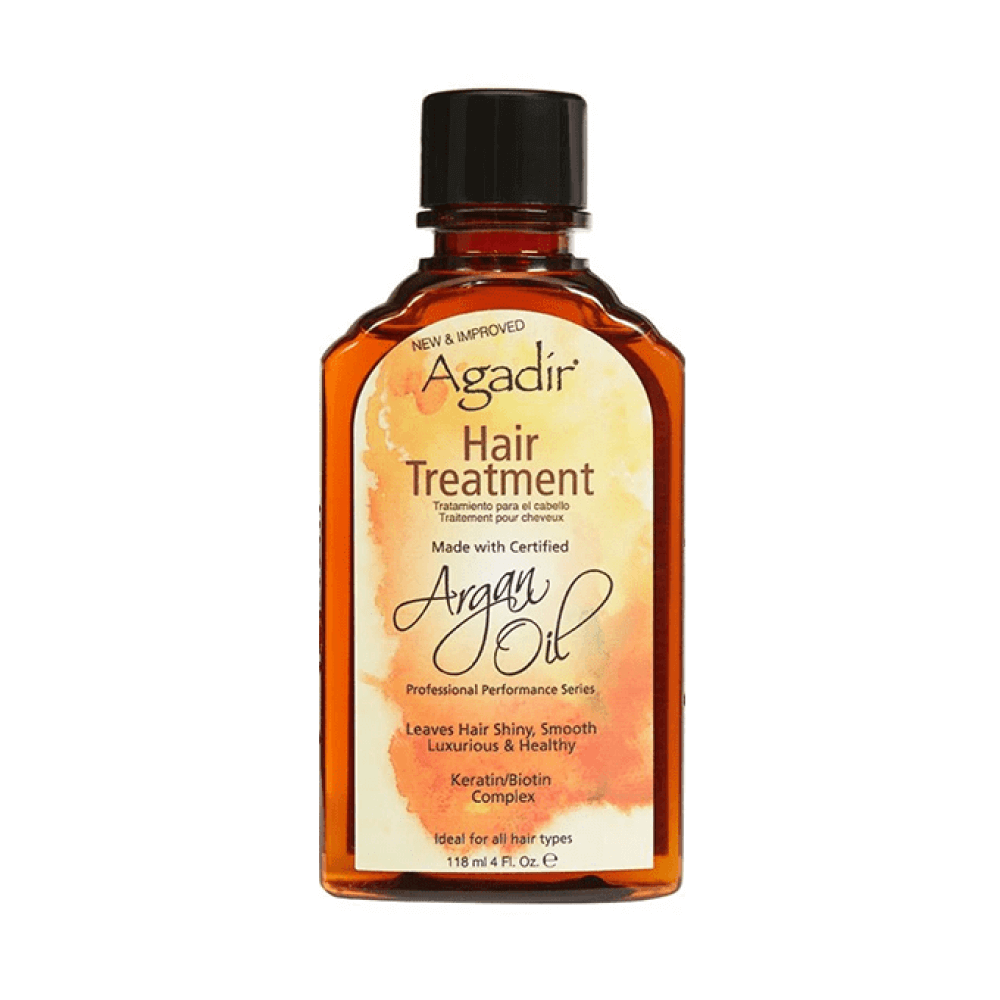 NEW & IMPROVED
Agadír®
Hair
Treatment
Tratamiento para el cabello
Traitement pour cheveux
Made with Certified
Argan
Oil
Professional Performance Series
Leaves Hair Shiny, Smooth
Luxurious & Healthy
Keratin/Biotin
Complex
Ideal for all hair types
118 ml 4 Fl. Oz. ℮